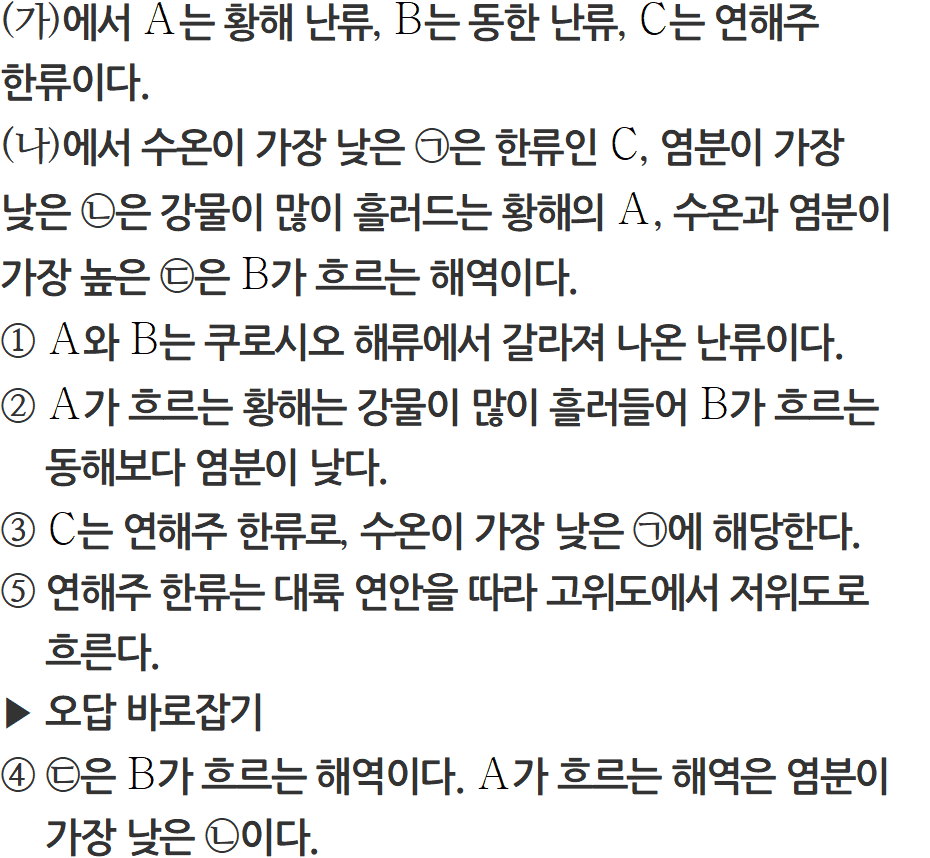 (가)에서 A는 황해 난류, B는 동한 난류, C는 연해주
한류이다.
(나)에서 수온이 가장 낮은 ㉠은 한류인 C, 염분이 가장
낮은 ㉡은 강물이 많이 흘러드는 황해의 A, 수온과 염분이
가장 높은 ㉢은 B가 흐르는 해역이다.
① A와 B는 쿠로시오 해류에서 갈라져 나온 난류이다.
② A가 흐르는 황해는 강물이 많이 흘러들어 B가 흐르는
동해보다 염분이 낮다.
③ C는 연해주 한류로, 수온이 가장 낮은 ㉠에 해당한다.
⑤ 연해주 한류는 대륙 연안을 따라 고위도에서 저위도로
흐른다.
▶ 오답 바로잡기
④ ㉢은 B가 흐르는 해역이다. A가 흐르는 해역은 염분이
가장 낮은 ㉡이다.